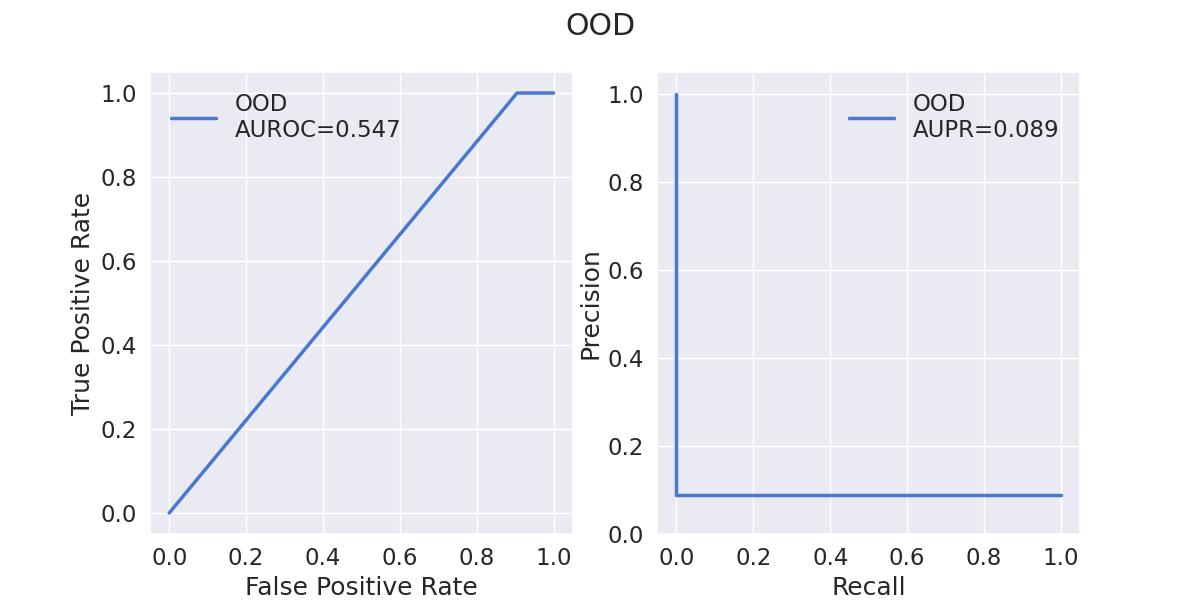 OOD
OOD
AUROC=0.547
True Positive Rate
1.0
0.8
0.6
0.4
0.2
0.0
0.0 0.2 0.4 0.6 0.8 1.0
False Positive Rate
OOD
AUPR=0.089
Precision
1.0
0.8
0.6
0.4
0.2
0.0
0.0 0.2 0.4 0.6 0.8 1.0
Recall